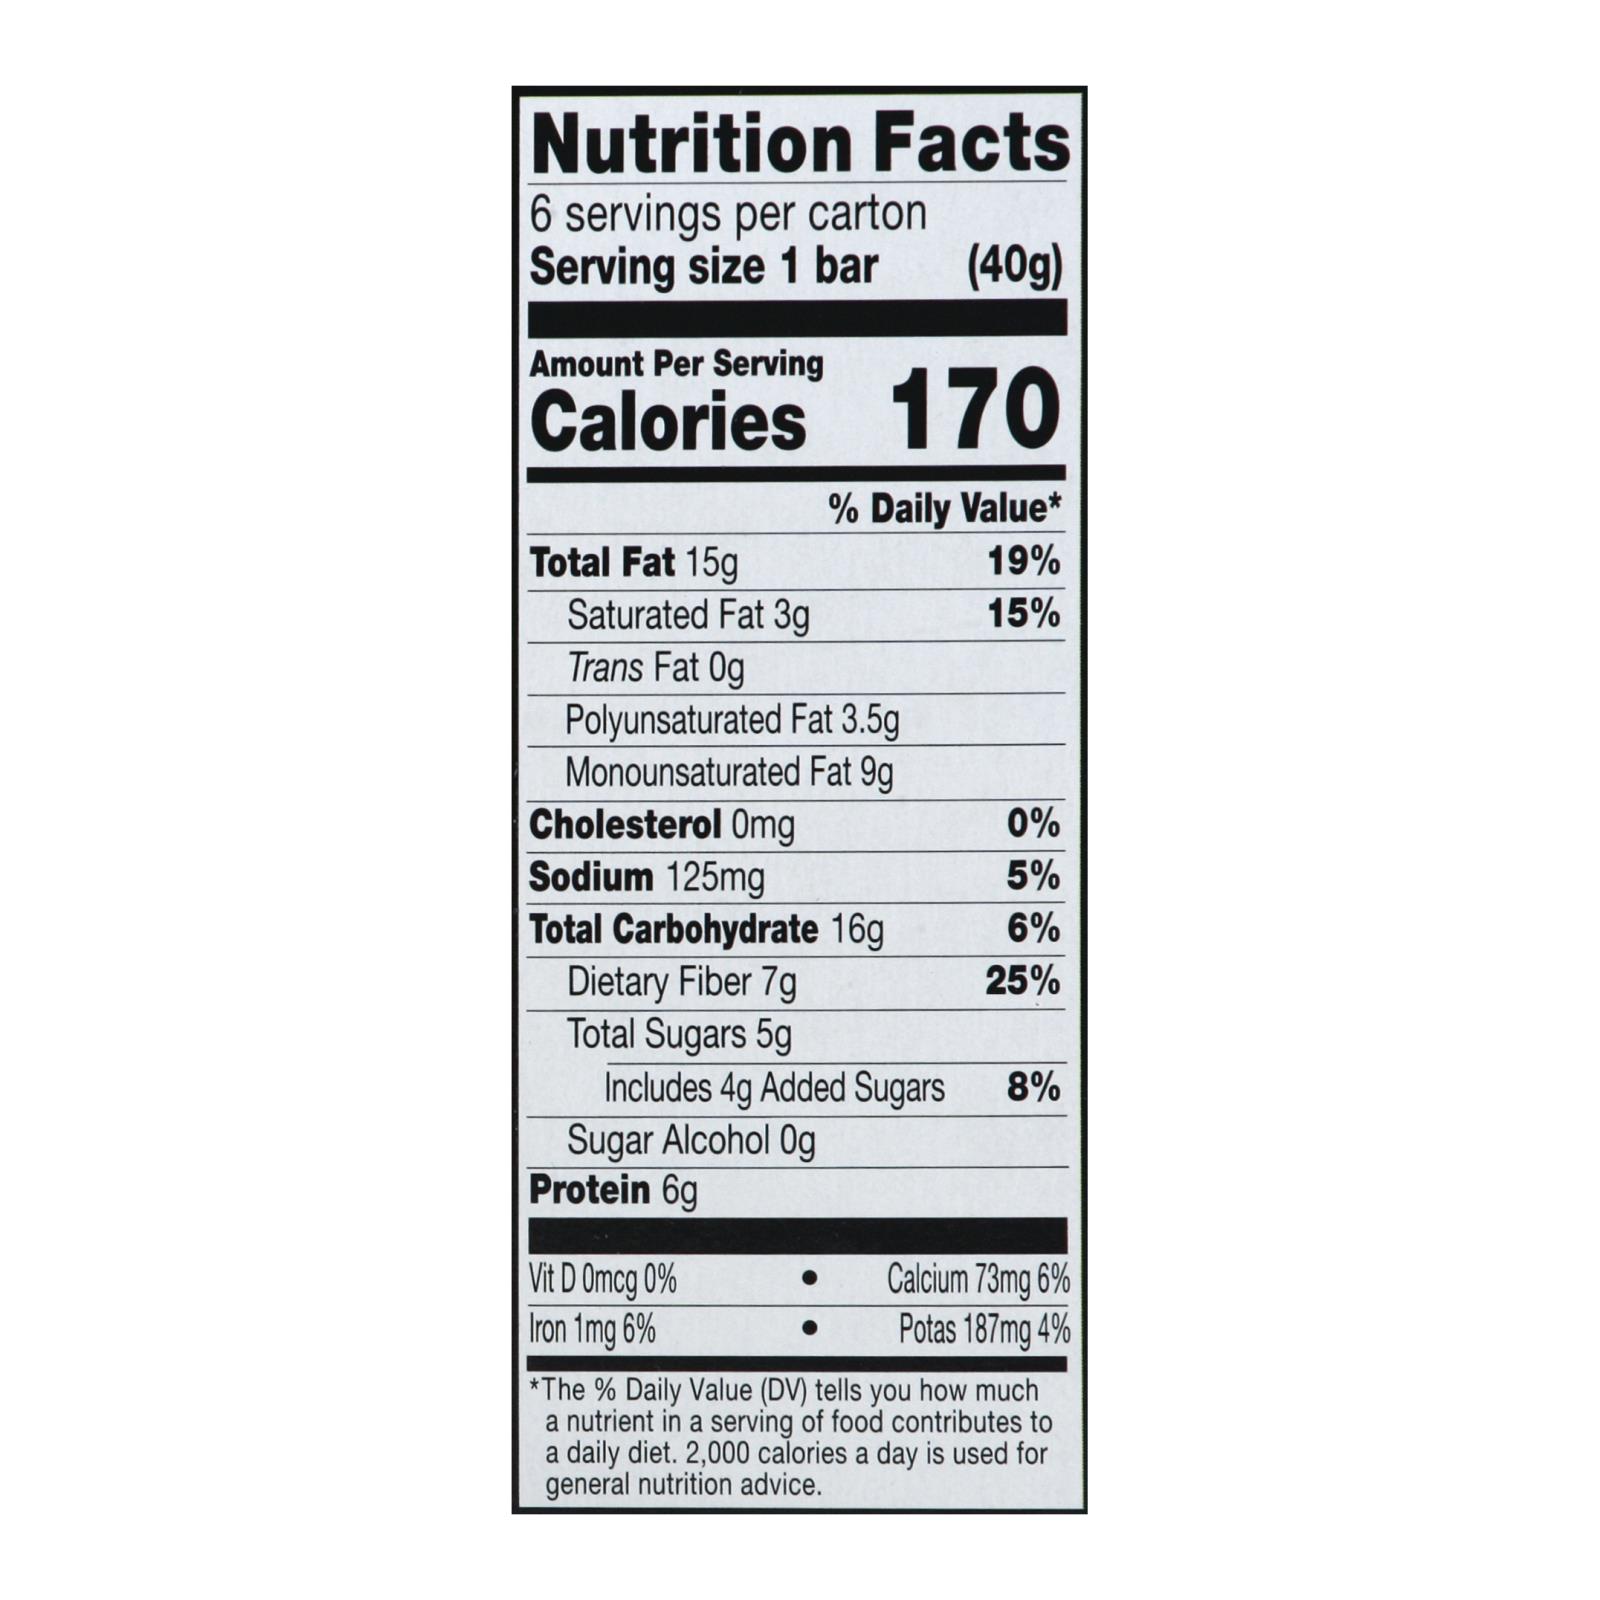 Nutrition Facts
6 servings per carton
Serving size 1 bar (40g)
Amount Per Serving
Calories 170
% Daily Value*
Total Fat 15g 19%
Saturated Fat 3g 15%
Trans Fat 0g
Polyunsaturated Fat 3.5g
Monounsaturated Fat 9g
Cholesterol 0mg 0%
Sodium 125mg 5%
Total Carbohydrate 16g 6%
Dietary Fiber 7g 25%
Total Sugars 5g
Includes 4g Added Sugars 8%
Sugar Alcohol 0g
Protein 6g
Vit D 0mcg 0% • Calcium 73mg 6%
Iron 1mg 6% • Potas 187mg 4%
*The % Daily Value (DV) tells you how much
a nutrient in a serving of food contributes to
a daily diet. 2,000 calories a day is used for
general nutrition advice.